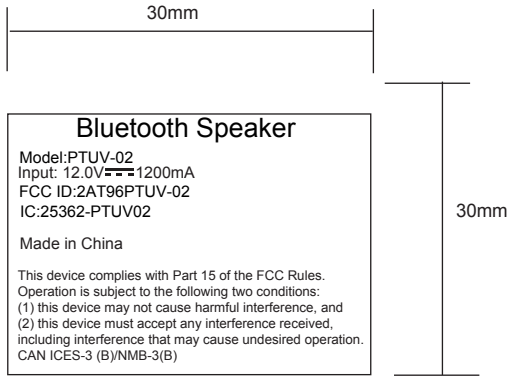 30mm
Bluetooth Speaker
Model:PTUV-02
Input: 12.0V⎓1200mA
FCC ID:2AT96PTUV-02
IC:25362-PTUV02
30mm
Made in China
This device complies with Part 15 of the FCC Rules.
Operation is subject to the following two conditions:
(1) this device may not cause harmful interference, and
(2) this device must accept any interference received,
including interference that may cause undesired operation.
CAN ICES-3 (B)/NMB-3(B)